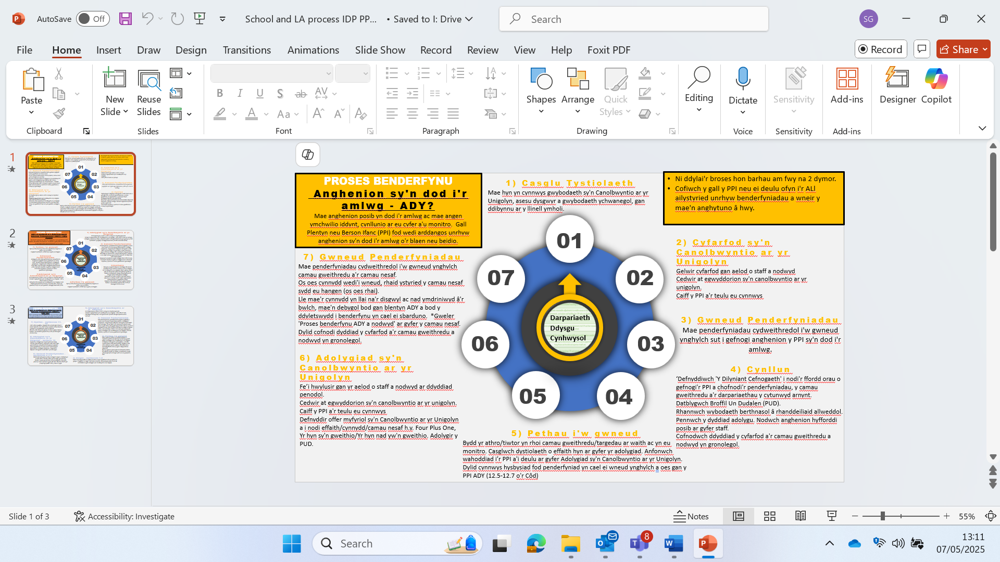 AutoSave Off
School and LA process IDP PP... • Saved to I: Drive
Search
SG
File Home Insert Draw Design Transitions Animations Slide Show Record Review View Help Foxit PDF
Record Share
Paste
New Slide
Reuse Slides
Shapes Arrange Quick Styles
Editing
Dictate
Sensitivity
Add-ins
Designer
Copilot
Clipboard
Slides
Font
Paragraph
Drawing
Voice
Sensitivity
Add-ins
1
2
3
PROSES BENDERFYNU
Anghenion sy'n dod i'r
amlwg - ADY?
Mae anghenion posib yn dod i'r amlwg ac mae angen
ymchwilio iddynt, cynllunio ar eu cyfer a'u monitro. Gall
Plentyn neu Berson Ifanc (PPI) fod wedi arddangos unrhyw
anghenion sy'n dod i'r amlwg o'r blaen neu beidio.
1) Casglu Tystiolaeth
Mae hyn yn cynnwys gwybodaeth sy'n Canolbwyntio ar yr
Unigolyn, asesu dysgwyr a gwybodaeth ychwanegol, gan
ddibynnu ar y llinell ymholi.
• Ni ddylai'r broses hon barhau am fwy na 2 dymor.
• Cofiwch y gall y PPI neu ei deulu ofyn i'r ALl
ailystyried unrhyw benderfyniadau a wneir y
mae'n anghytuno â hwy.
2) Cyfarfod sy'n
Canolbwyntio ar yr
Unigolyn
Gelwir cyfarfod gan aelod o staff a nodwyd
Cedwir at egwyddorion sy'n canolbwyntio ar yr
unigolyn.
Caiff y PPI a'r teulu eu cynnwys
3) Gwneud Penderfyniadau
Mae penderfyniadau cydweithredol i'w gwneud
ynghylch sut i gefnogi anghenion y PPI sy'n dod i'r
amlwg.
4) Cynllun
‘Defnyddiwch 'Y Dilyniant Cefnogaeth' i nodi'r ffordd orau o
gefnogi'r PPI a chofnodi'r penderfyniadau, y camau
gweithredu a'r darpariaethau y cytunwyd arnynt.
Datblygwch Broffil Un Dudalen (PUD).
Rhannwch wybodaeth berthnasol â rhanddeiliaid allweddol.
Pennwch y dyddiad adolygu. Nodwch anghenion hyfforddi
posib ar gyfer staff.
Cofnodwch ddyddiad y cyfarfod a'r camau gweithredu a
nodwyd yn gronolegol.
5) Pethau i'w gwneud
Bydd yr athro/tiwtor yn rhoi camau gweithredu/targedau ar waith ac yn eu
monitro. Casglwch dystiolaeth o effaith hyn ar gyfer yr adolygiad. Anfonwch
wahoddiad i’r PPI a'i deulu ar gyfer Adolygiad sy'n Canolbwyntio ar yr Unigolyn.
Dylid cynnwys hysbysiad fod penderfyniad yn cael ei wneud ynghylch a oes gan y
PPI ADY (12.5-12.7 o'r Côd)
6) Adolygiad sy'n
Canolbwyntio ar yr
Unigolyn
Fe’i hwylusir gan yr aelod o staff a nodwyd ar ddyddiad
penodol.
Cedwir at egwyddorion sy'n canolbwyntio ar yr unigolyn.
Caiff y PPI a'r teulu eu cynnwys
Defnyddir offer myfyriol sy'n Canolbwyntio ar yr Unigolyn
a i nodi effaith/cynnydd/camau nesaf h.y. Four Plus One,
Yr hyn sy'n gweithio/Yr hyn nad yw'n gweithio. Adolygir y
PUD.
7) Gwneud Penderfyniadau
Mae penderfyniadau cydweithredol i'w gwneud ynghylch
camau gweithredu a'r camau nesaf.
Os oes cynnydd wedi'i wneud, rhaid ystyried y camau nesaf
sydd eu hangen (os oes rhai).
Lle mae'r cynnydd yn llai na'r disgwyl ac nad ymdriniwyd â'r
bwlch, mae'n debygol bod gan blentyn ADY a bod y
ddyletswydd i benderfynu yn cael ei sbarduno. *Gweler
'Proses benderfynu ADY a nodwyd' ar gyfer y camau nesaf.
Dylid cofnodi dyddiad y cyfarfod a'r camau gweithredu a
nodwyd yn gronolegol.
01
02
03
04
05
06
07
Darpariaeth
Ddysgu
Cynhwysol
Slide 1 of 3
Accessibility: Investigate
Notes
55%
Search
8
13:11
07/05/2025